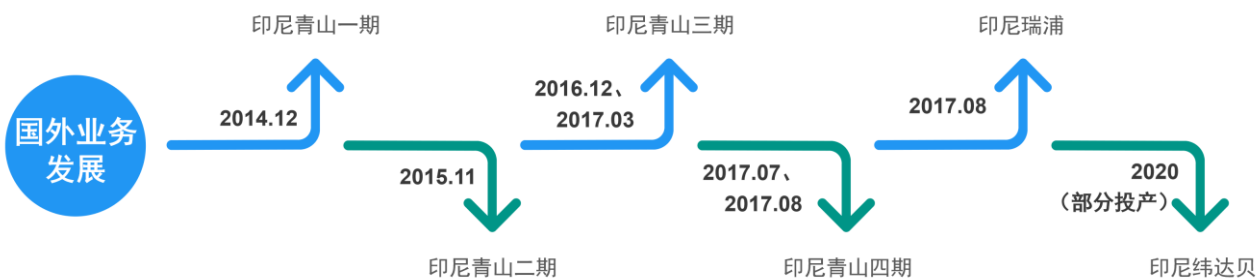 国外业务
发展
2014.12
印尼青山一期
2015.11
印尼青山二期
2016.12、
2017.03
印尼青山三期
2017.07、
2017.08
印尼青山四期
2017.08
印尼瑞浦
2020
（部分投产）
印尼纬达贝